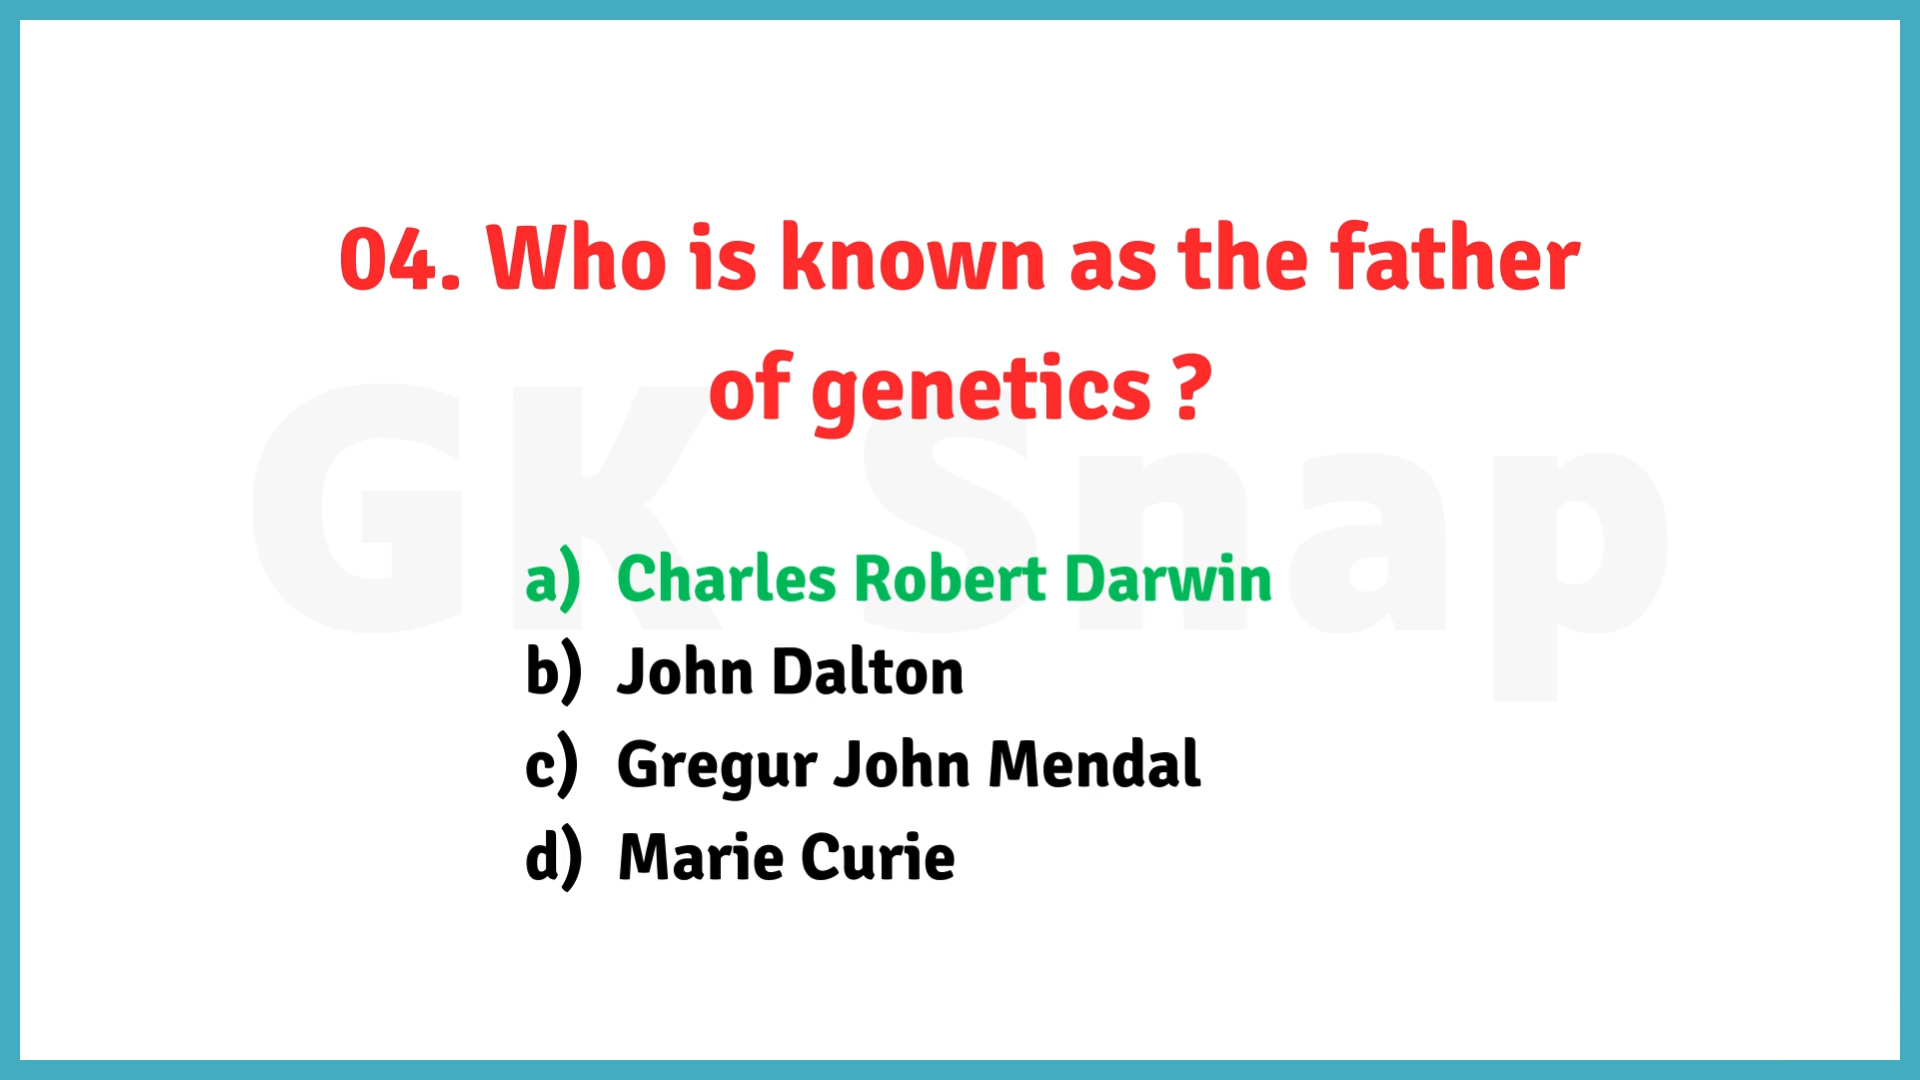 04. Who is known as the father
of genetics ?
GK Snap
a) Charles Robert Darwin
b) John Dalton
c) Gregur John Mendal
d) Marie Curie